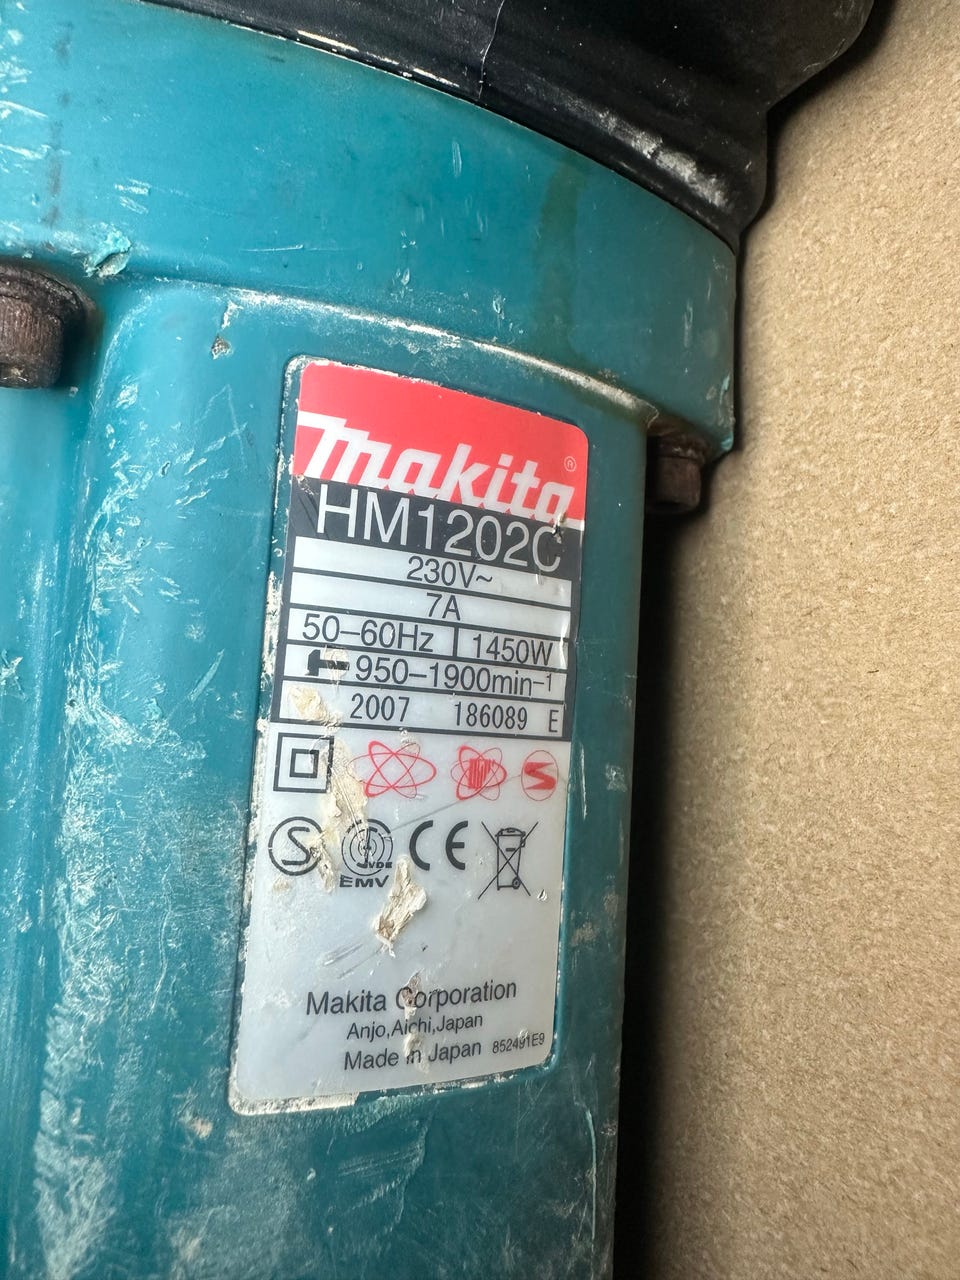 makita®
HM1202C
230V~
7A
50–60Hz 1450W
950–1900min⁻¹
2007 186089 E
S
VDE
EMV
CE
Makita Corporation
Anjo,Aichi,Japan
Made in Japan 852491E9